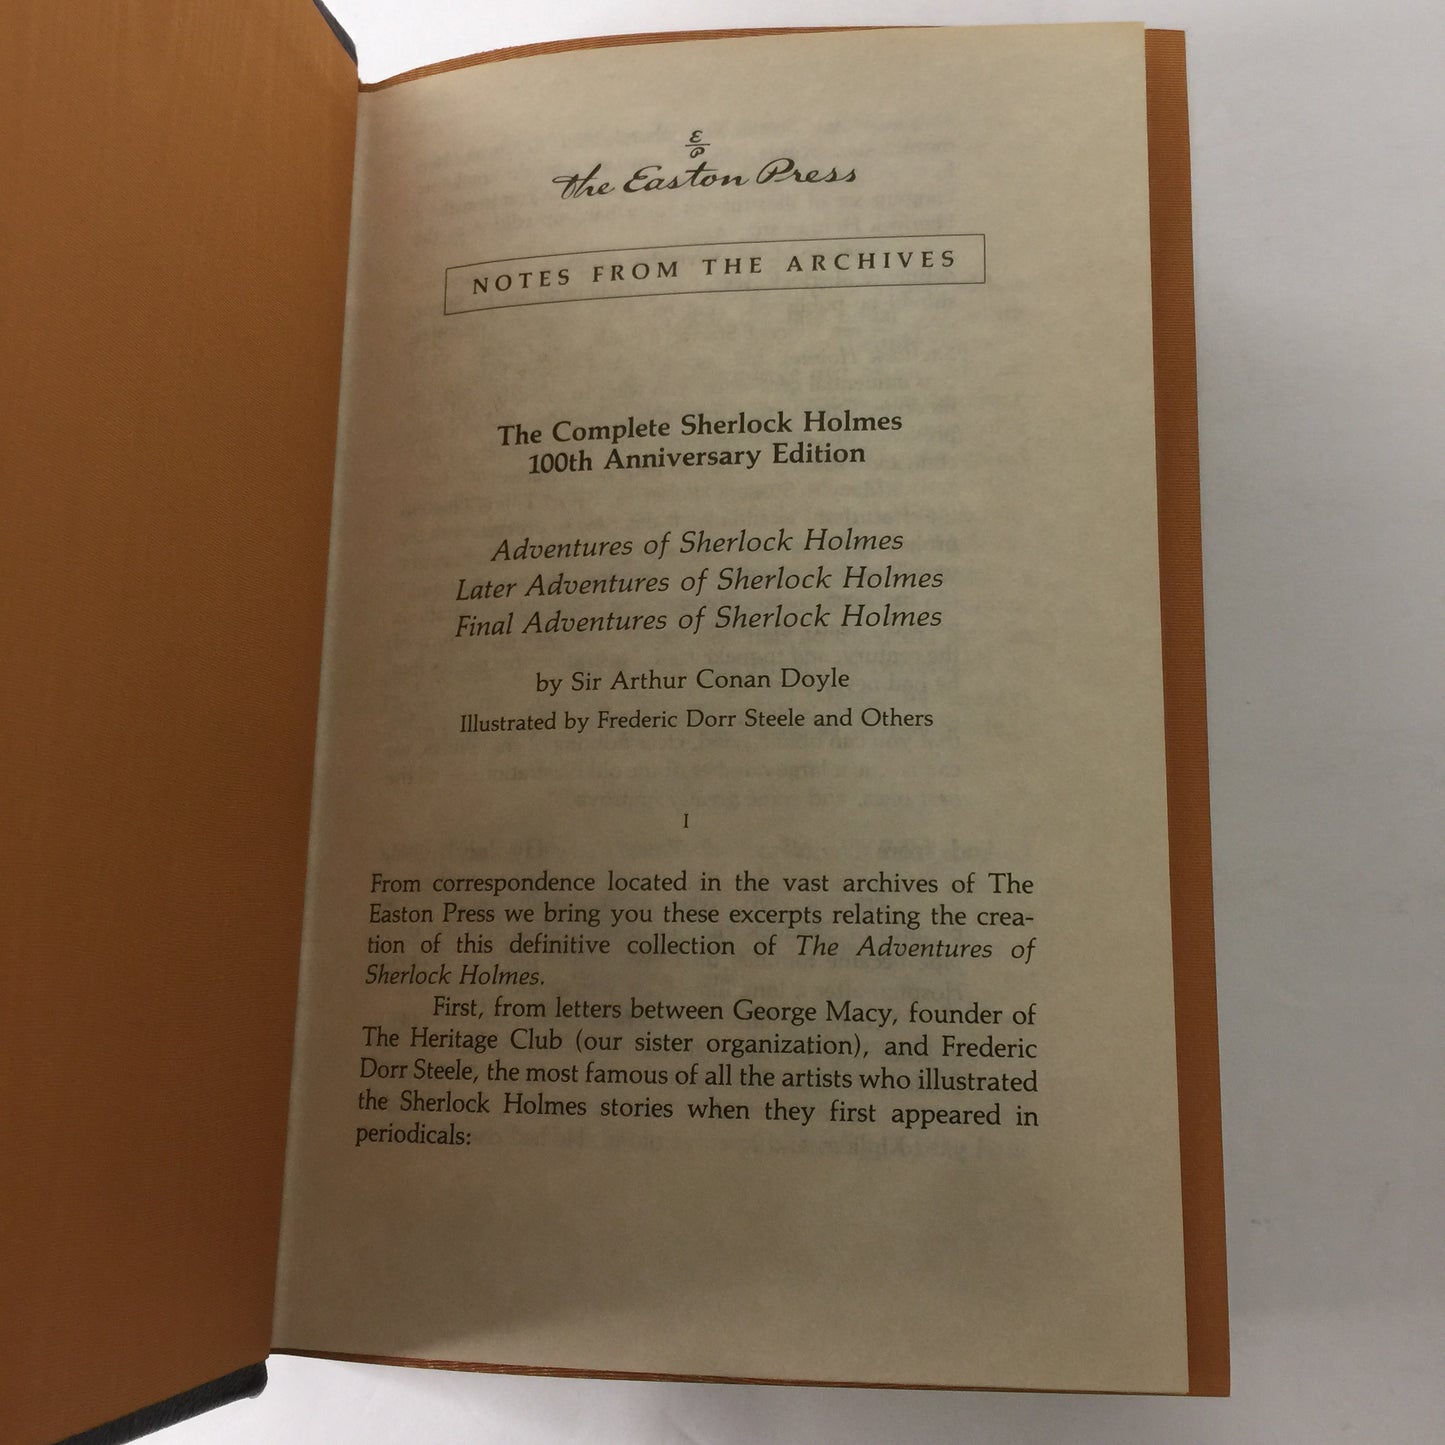 E
P
The Easton Press
NOTES FROM THE ARCHIVES
The Complete Sherlock Holmes
100th Anniversary Edition
Adventures of Sherlock Holmes
Later Adventures of Sherlock Holmes
Final Adventures of Sherlock Holmes
by Sir Arthur Conan Doyle
Illustrated by Frederic Dorr Steele and Others
I
From correspondence located in the vast archives of The
Easton Press we bring you these excerpts relating the crea-
tion of this definitive collection of The Adventures of
Sherlock Holmes.
First, from letters between George Macy, founder of
The Heritage Club (our sister organization), and Frederic
Dorr Steele, the most famous of all the artists who illustrated
the Sherlock Holmes stories when they first appeared in
periodicals: